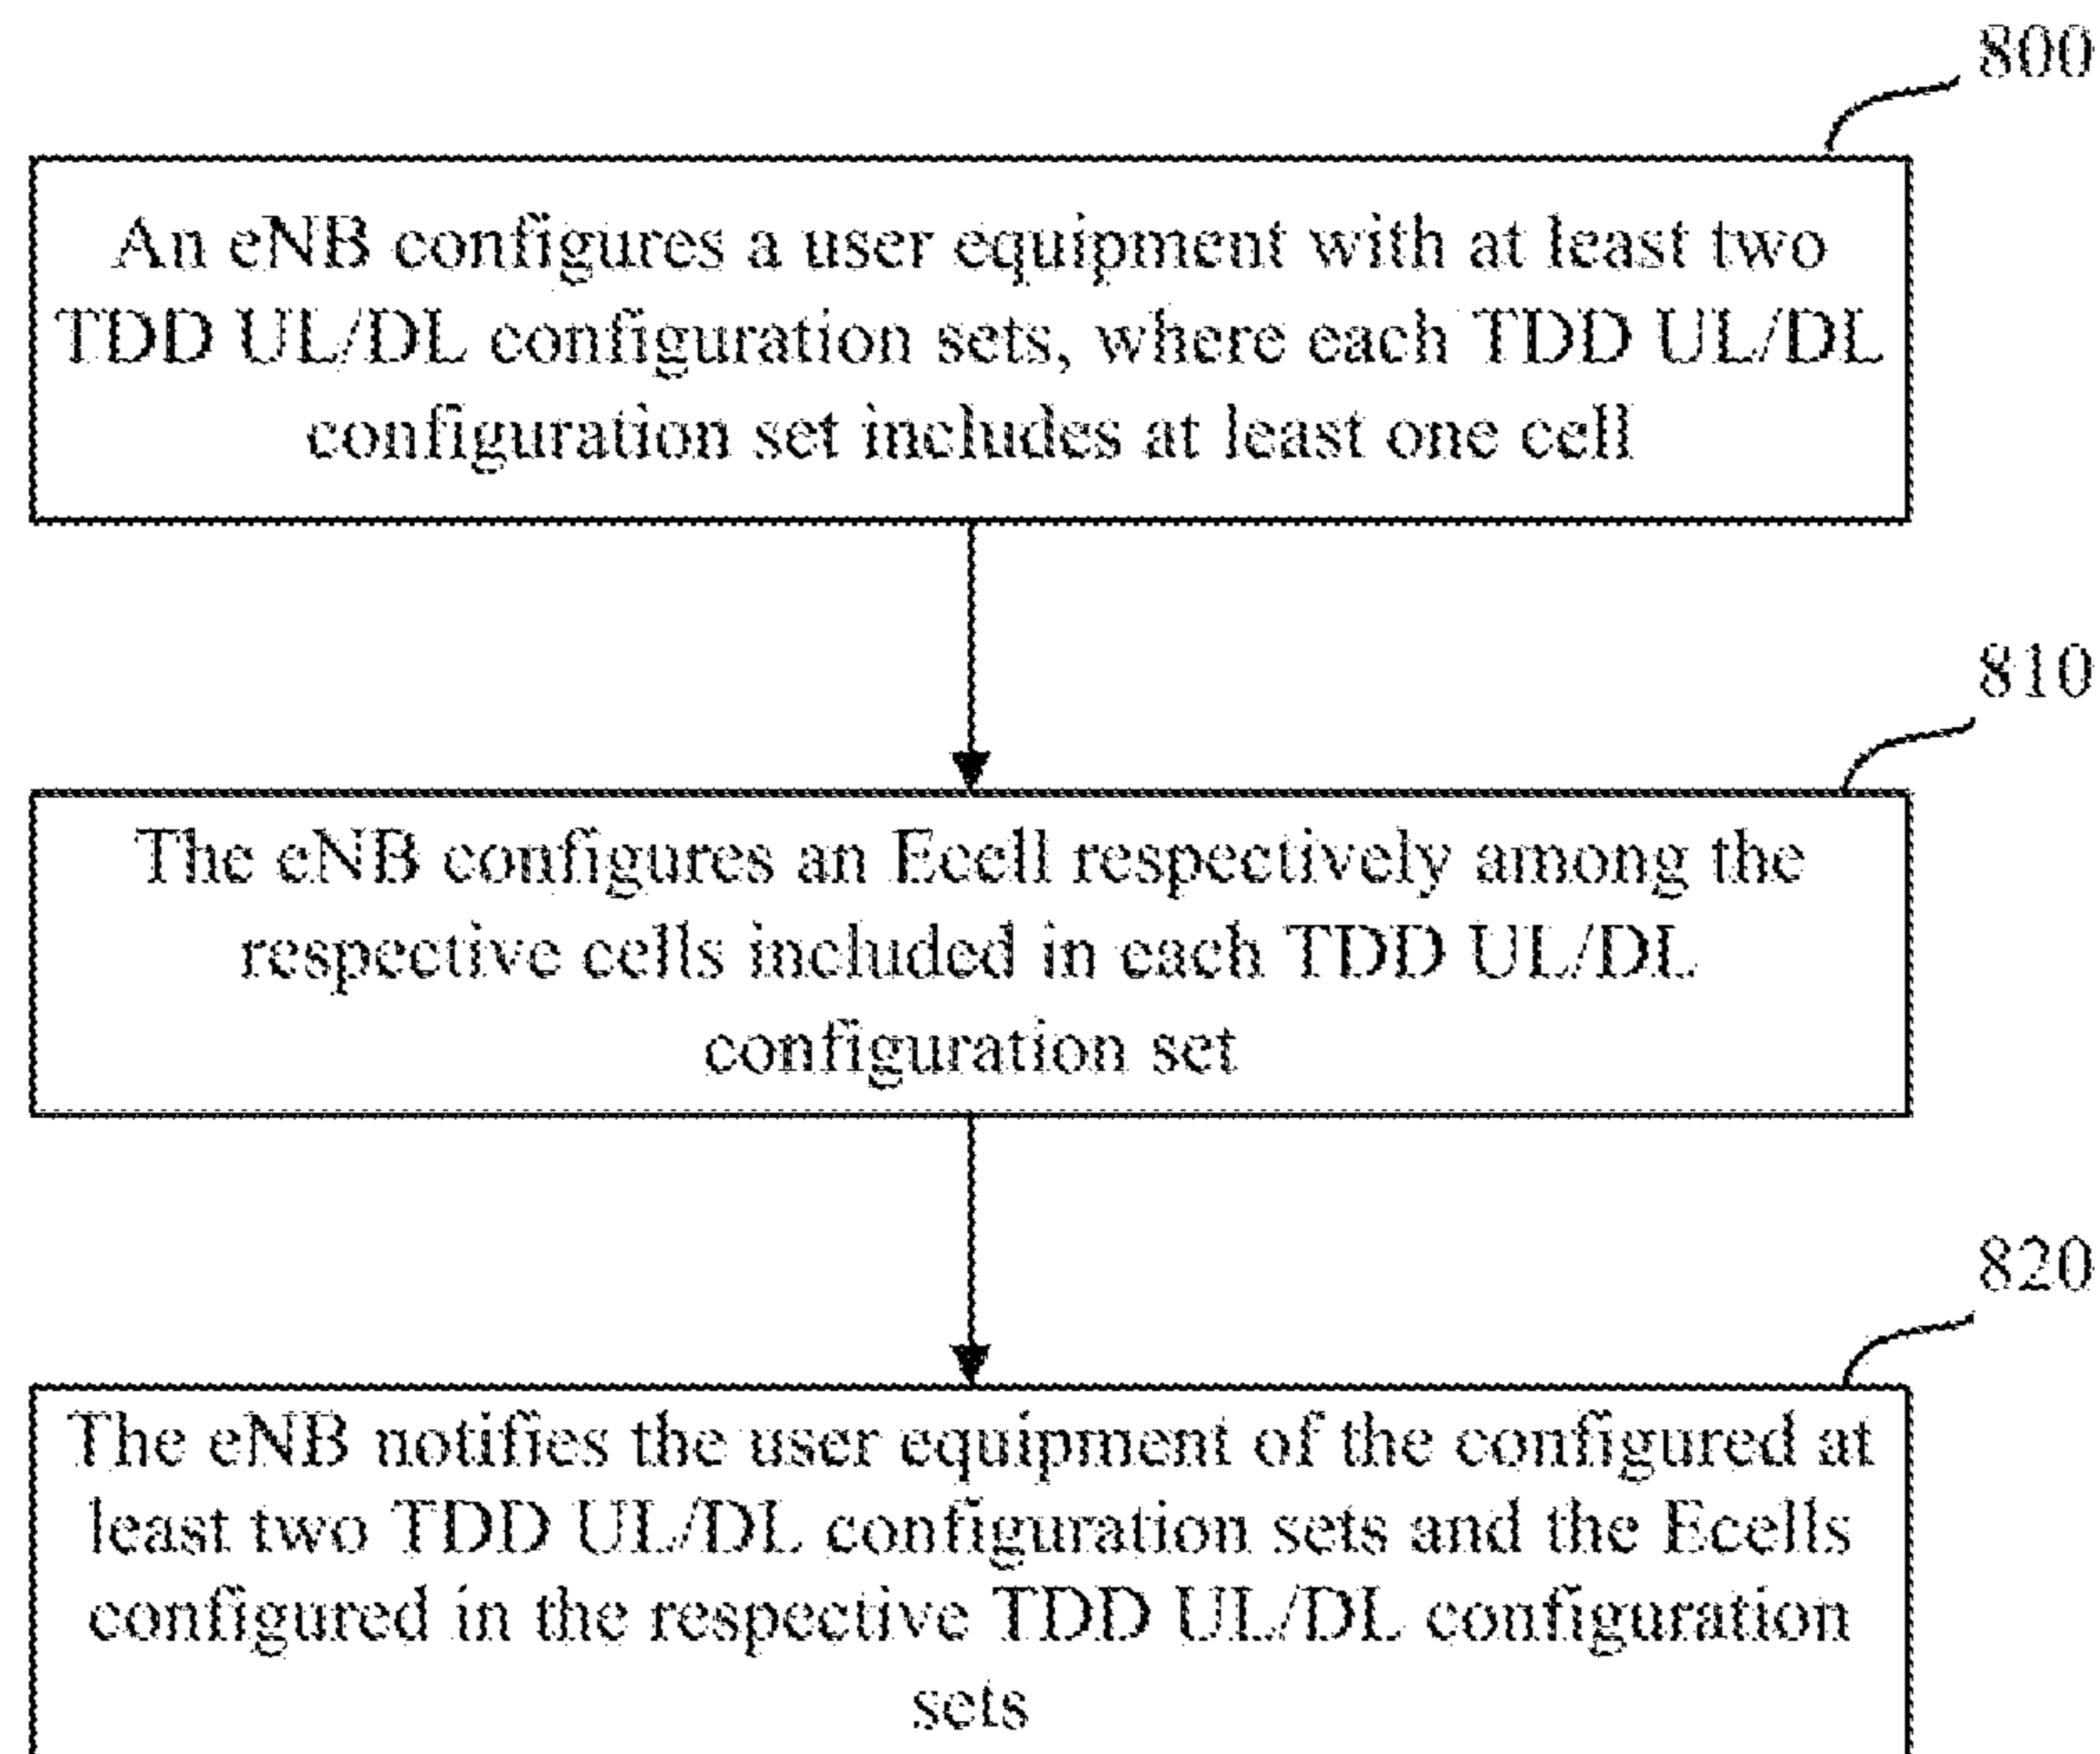 800
An eNB configures a user equipment with at least two
TDD UL/DL configuration sets, where each TDD UL/DL
configuration set includes at least one cell
810
The eNB configures an Ecell respectively among the
respective cells included in each TDD UL/DL
configuration set
820
The eNB notifies the user equipment of the configured at
least two TDD UL/DL configuration sets and the Ecells
configured in the respective TDD UL/DL configuration
sets